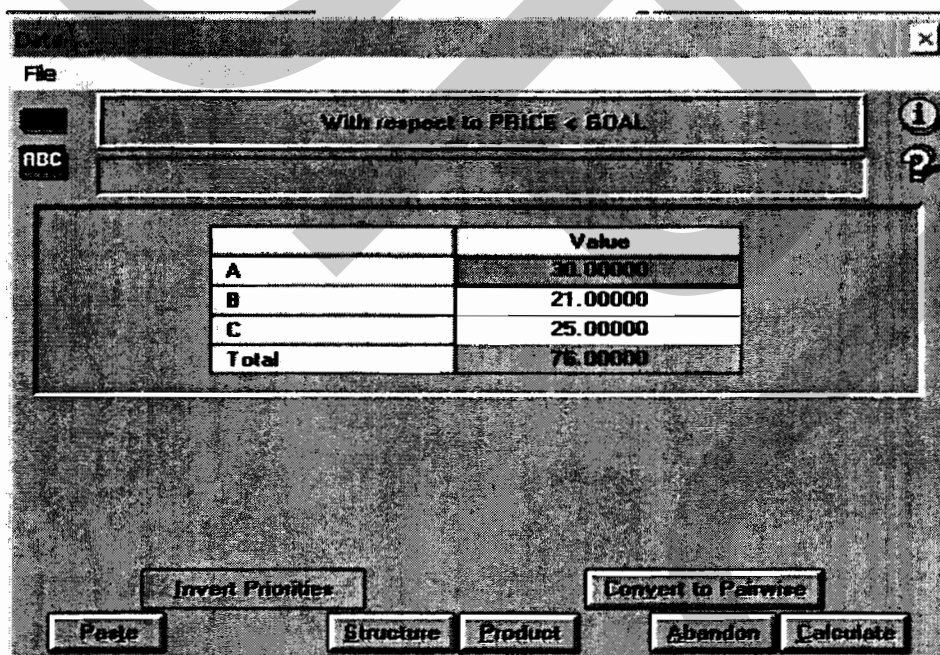 Data
File
With respect to PRICE < GOAL
ABC
Value
A 30.00000
B 21.00000
C 25.00000
Total 76.00000
Invert Priorities Convert to Pairwise
Paste Structure Product Abandon Calculate